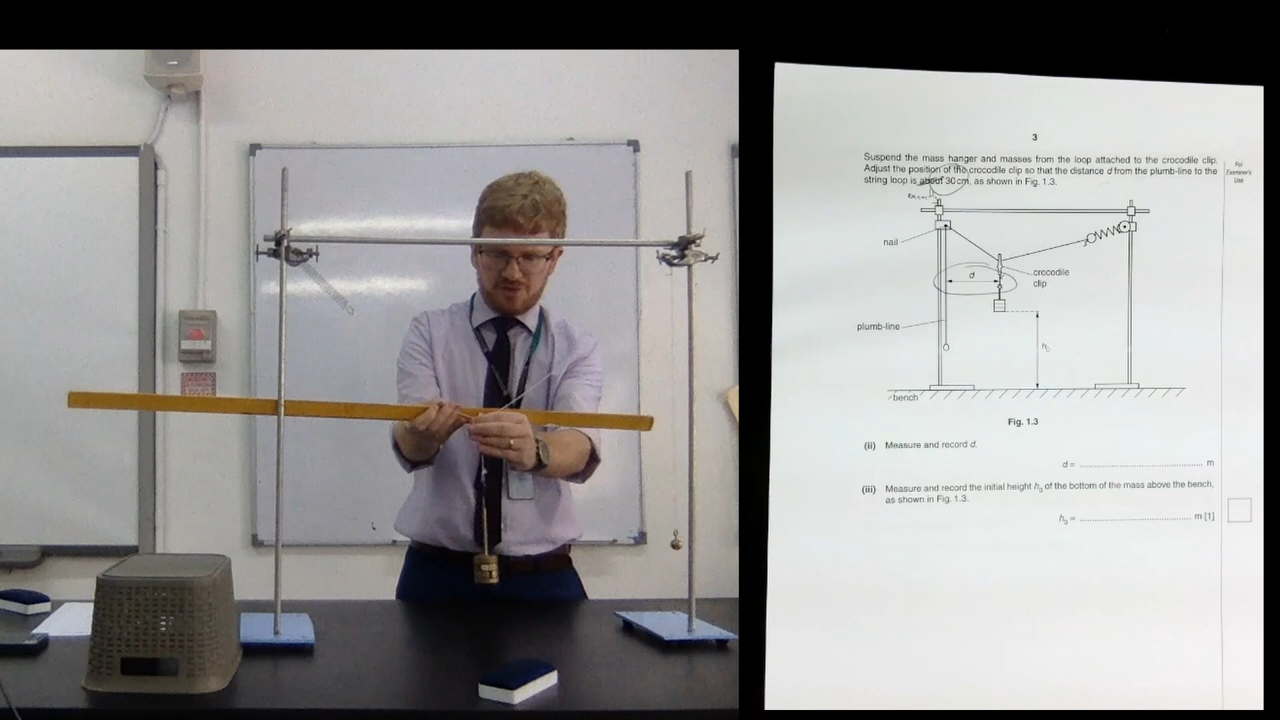 3
Suspend the mass hanger and masses from the loop attached to the crocodile clip.
Adjust the position of the crocodile clip so that the distance d from the plumb-line to the
string loop is about 30 cm, as shown in Fig. 1.3.
For
Examiner's
Use
nail
d
crocodile
clip
plumb-line
h₀
bench
Fig. 1.3
(ii) Measure and record d.
d = .......................................... m
(iii) Measure and record the initial height h₀ of the bottom of the mass above the bench,
as shown in Fig. 1.3.
h₀ = ...................................... m [1]